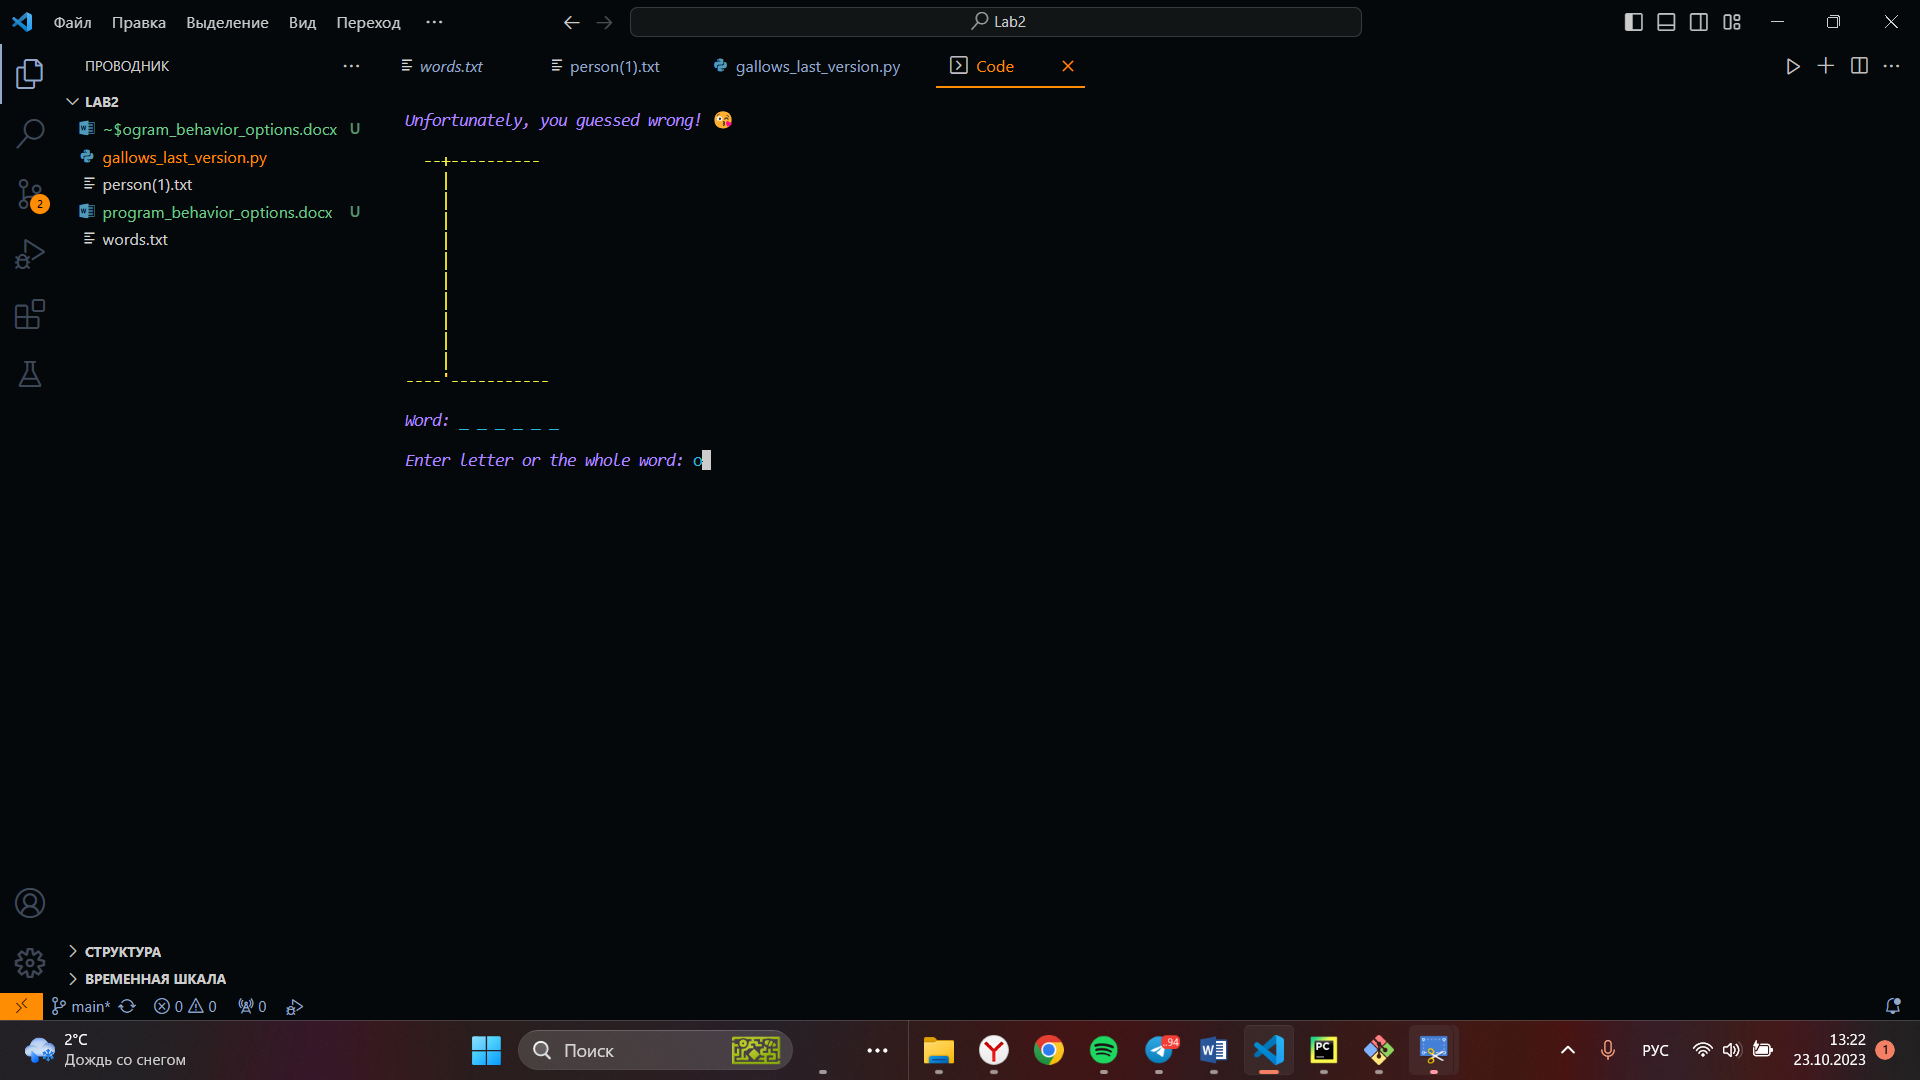 Файл Правка Выделение Вид Переход ···
Lab2
ПРОВОДНИК ···
words.txt person(1).txt gallows_last_version.py Code
LAB2
~$ogram_behavior_options.docx U
gallows_last_version.py
person(1).txt
program_behavior_options.docx U
words.txt
2
Unfortunately, you guessed wrong! 😘
--+----------
|
|
|
|
|
|
|
|
|
|
---- -----------
Word: _ _ _ _ _ _
Enter letter or the whole word: o
СТРУКТУРА
ВРЕМЕННАЯ ШКАЛА
main* 0 0 0
2°C
Дождь со снегом
Поиск
..94
PC
РУС
13:22
23.10.2023
1